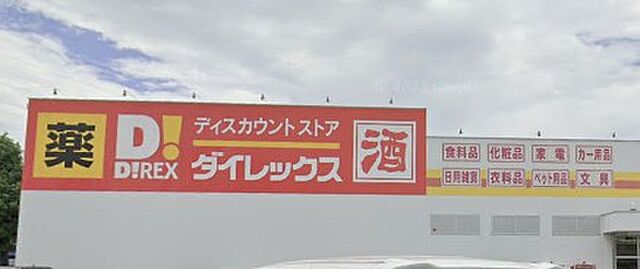 薬
D!
D!REX
ディスカウントストア
ダイレックス
酒
食料品 化粧品 家電 カー用品
日用雑貨 衣料品 ペット用品 文具